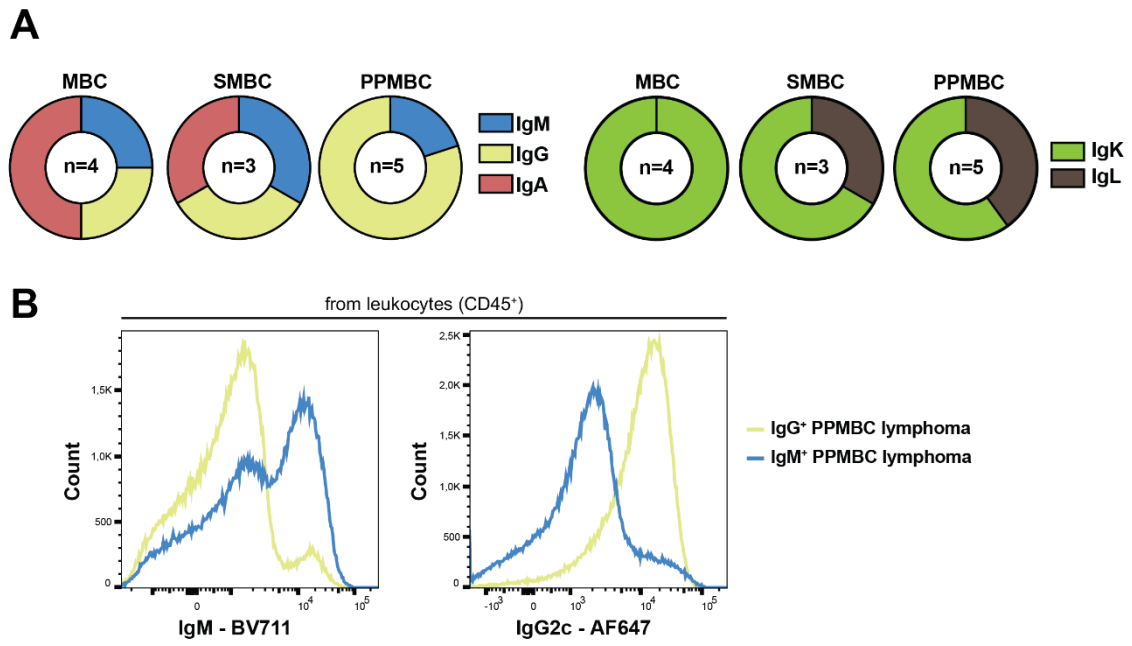 A
MBC SMBC PPMBC MBC SMBC PPMBC
n=4 n=3 n=5 n=4 n=3 n=5
IgM
IgG
IgA
IgK
IgL
B
from leukocytes (CD45⁺)
Count
1,5K
1,0K
500
0
0 10⁴ 10⁵
IgM - BV711
Count
2,5K
2,0K
1,5K
1,0K
500
0
-10³ 0 10³ 10⁴ 10⁵
IgG2c - AF647
IgG⁺ PPMBC lymphoma
IgM⁺ PPMBC lymphoma